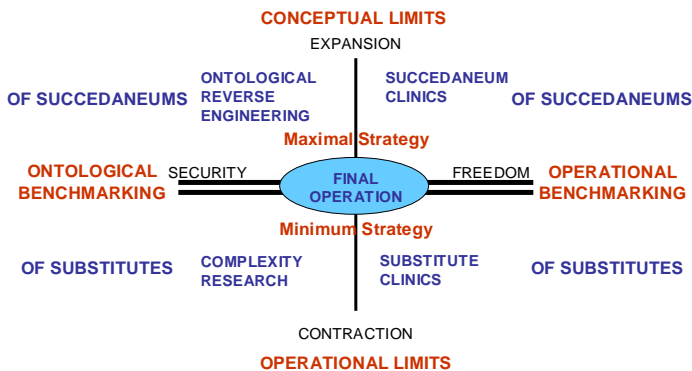 CONCEPTUAL LIMITS
EXPANSION
OF SUCCEDANEUMS
ONTOLOGICAL
REVERSE
ENGINEERING
SUCCEDANEUM
CLINICS
OF SUCCEDANEUMS
Maximal Strategy
ONTOLOGICAL
BENCHMARKING
SECURITY
FINAL
OPERATION
FREEDOM
OPERATIONAL
BENCHMARKING
Minimum Strategy
OF SUBSTITUTES
COMPLEXITY
RESEARCH
SUBSTITUTE
CLINICS
OF SUBSTITUTES
CONTRACTION
OPERATIONAL LIMITS